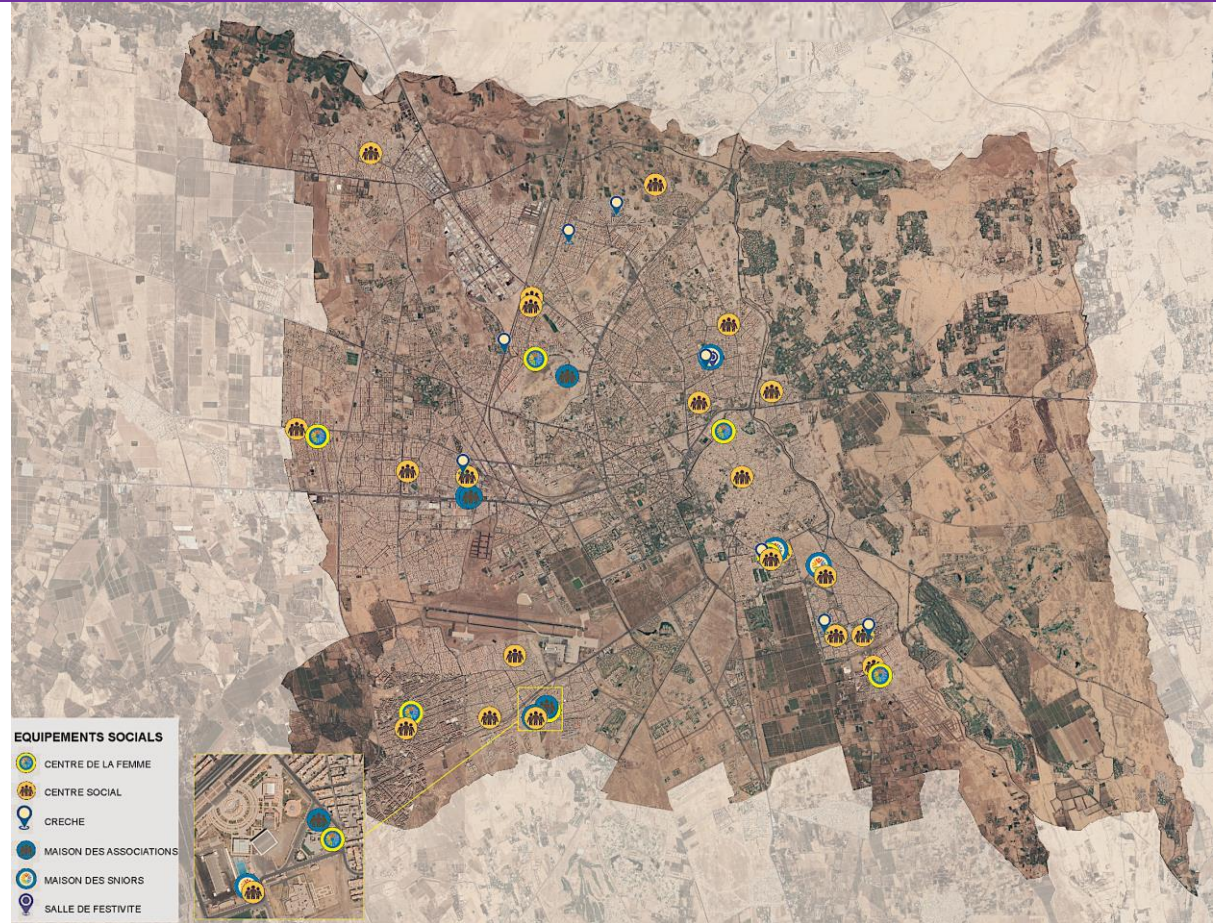 EQUIPEMENTS SOCIALS
CENTRE DE LA FEMME
CENTRE SOCIAL
CRECHE
MAISON DES ASSOCIATIONS
MAISON DES SNIORS
SALLE DE FESTIVITE